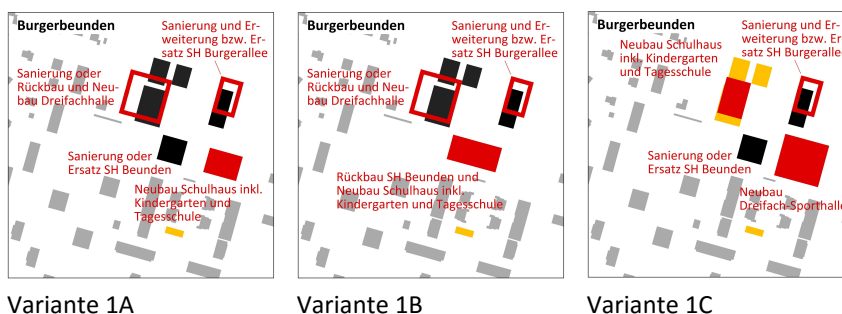 Burgerbeunden
Sanierung und Er-
weiterung bzw. Er-
satz SH Burgerallee
Sanierung oder
Rückbau und Neu-
bau Dreifachhalle
Sanierung oder
Ersatz SH Beunden
Neubau Schulhaus inkl.
Kindergarten und
Tagesschule
Variante 1A
Burgerbeunden
Sanierung und Er-
weiterung bzw. Er-
satz SH Burgerallee
Sanierung oder
Rückbau und Neu-
bau Dreifachhalle
Rückbau SH Beunden und
Neubau Schulhaus inkl.
Kindergarten und Tagesschule
Variante 1B
Burgerbeunden
Sanierung und Er-
weiterung bzw. Er-
satz SH Burgerallee
Neubau Schulhaus
inkl. Kindergarten
und Tagesschule
Sanierung oder
Ersatz SH Beunden
Neubau
Dreifach-Sporthalle
Variante 1C